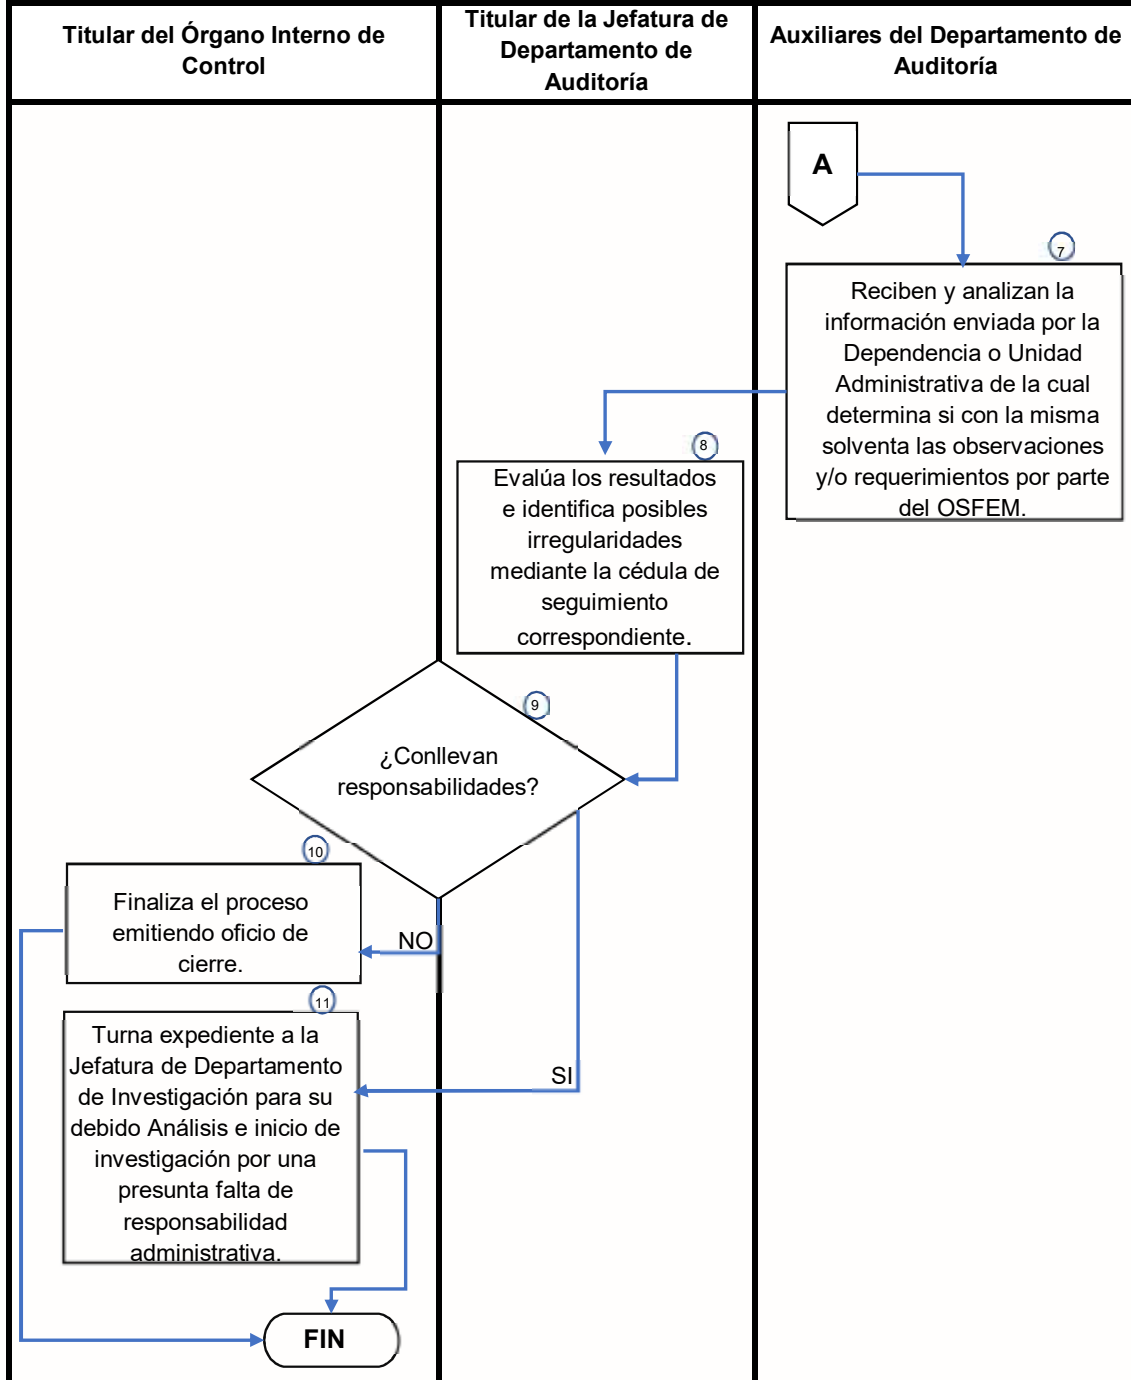 Titular del Órgano Interno de
Control
Titular de la Jefatura de
Departamento de
Auditoría
Auxiliares del Departamento de
Auditoría
A
7
Reciben y analizan la
información enviada por la
Dependencia o Unidad
Administrativa de la cual
determina si con la misma
solventa las observaciones
y/o requerimientos por parte
del OSFEM.
8
Evalúa los resultados
e identifica posibles
irregularidades
mediante la cédula de
seguimiento
correspondiente.
9
¿Conllevan
responsabilidades?
10
Finaliza el proceso
emitiendo oficio de
cierre.
NO
11
Turna expediente a la
Jefatura de Departamento
de Investigación para su
debido Análisis e inicio de
investigación por una
presunta falta de
responsabilidad
administrativa.
SI
FIN